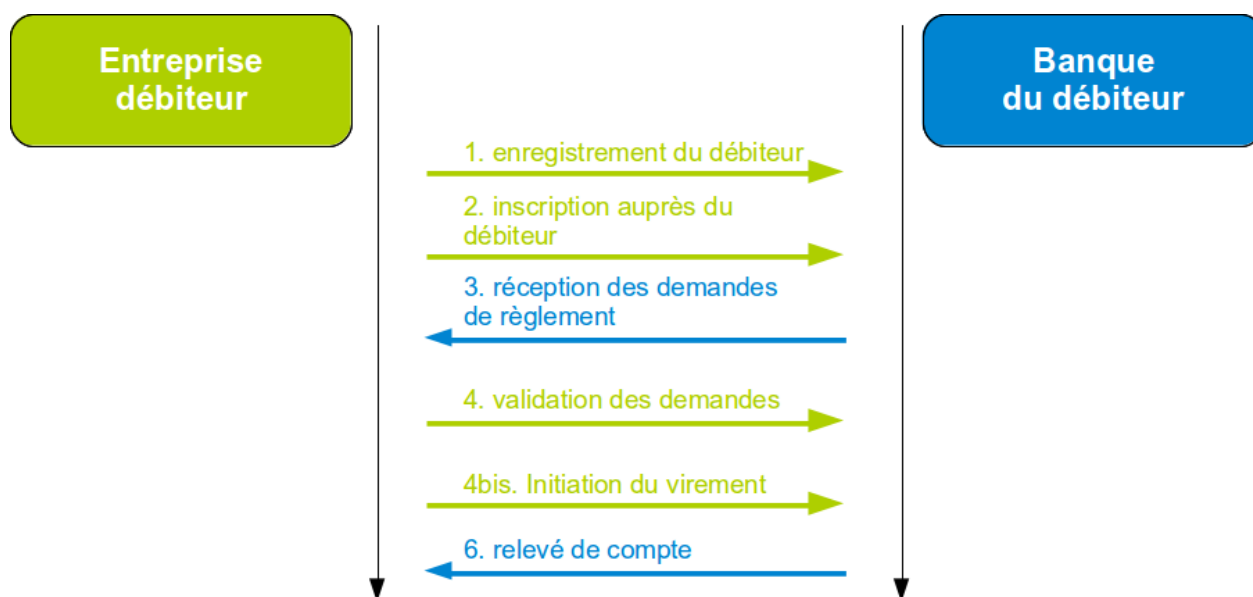 Entreprise
débiteur
Banque
du débiteur
1. enregistrement du débiteur
2. inscription auprès du
débiteur
3. réception des demandes
de règlement
4. validation des demandes
4bis. Initiation du virement
6. relevé de compte